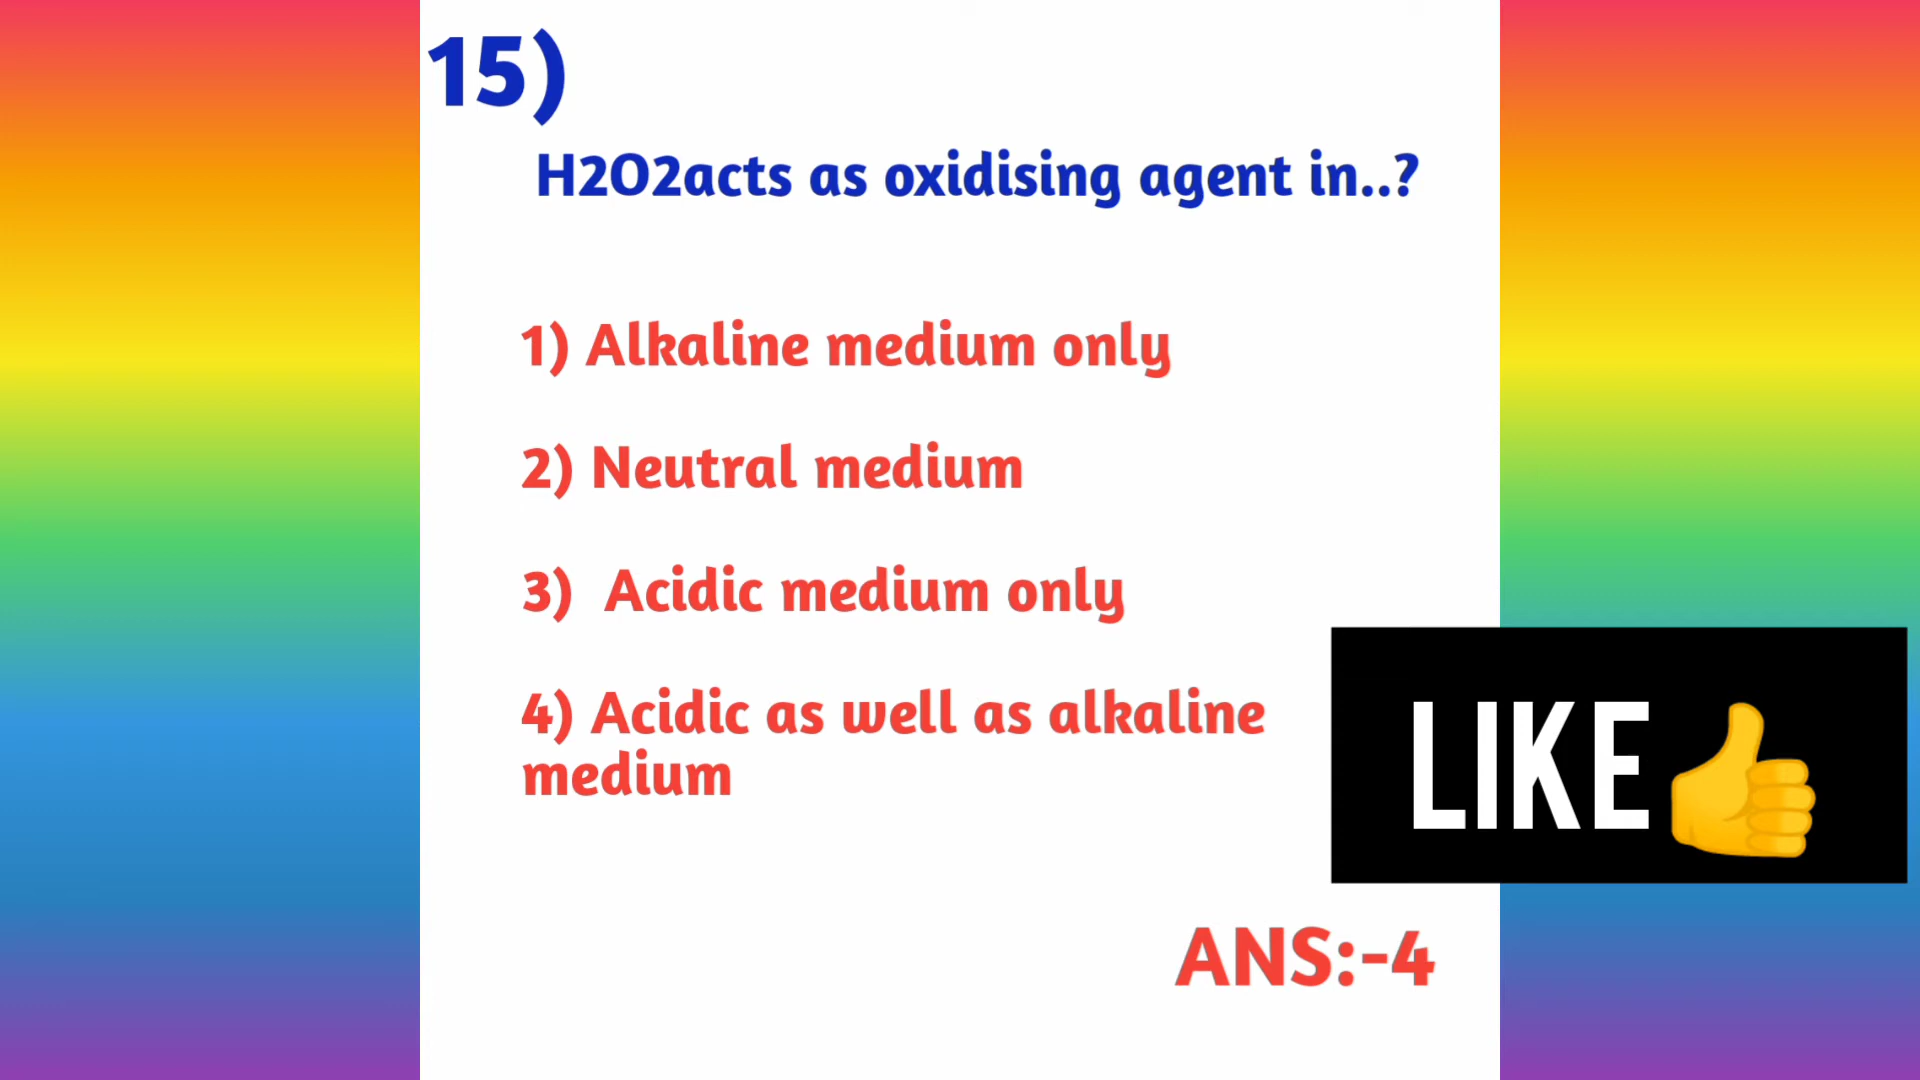 15)
H2O2acts as oxidising agent in..?
1) Alkaline medium only
2) Neutral medium
3) Acidic medium only
4) Acidic as well as alkaline
medium
LIKE👍
ANS:-4